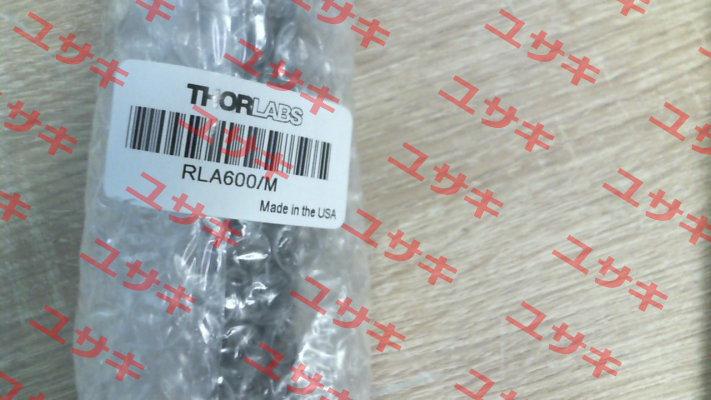 THORLABS
RLA600/M
Made in the USA
ユサキ